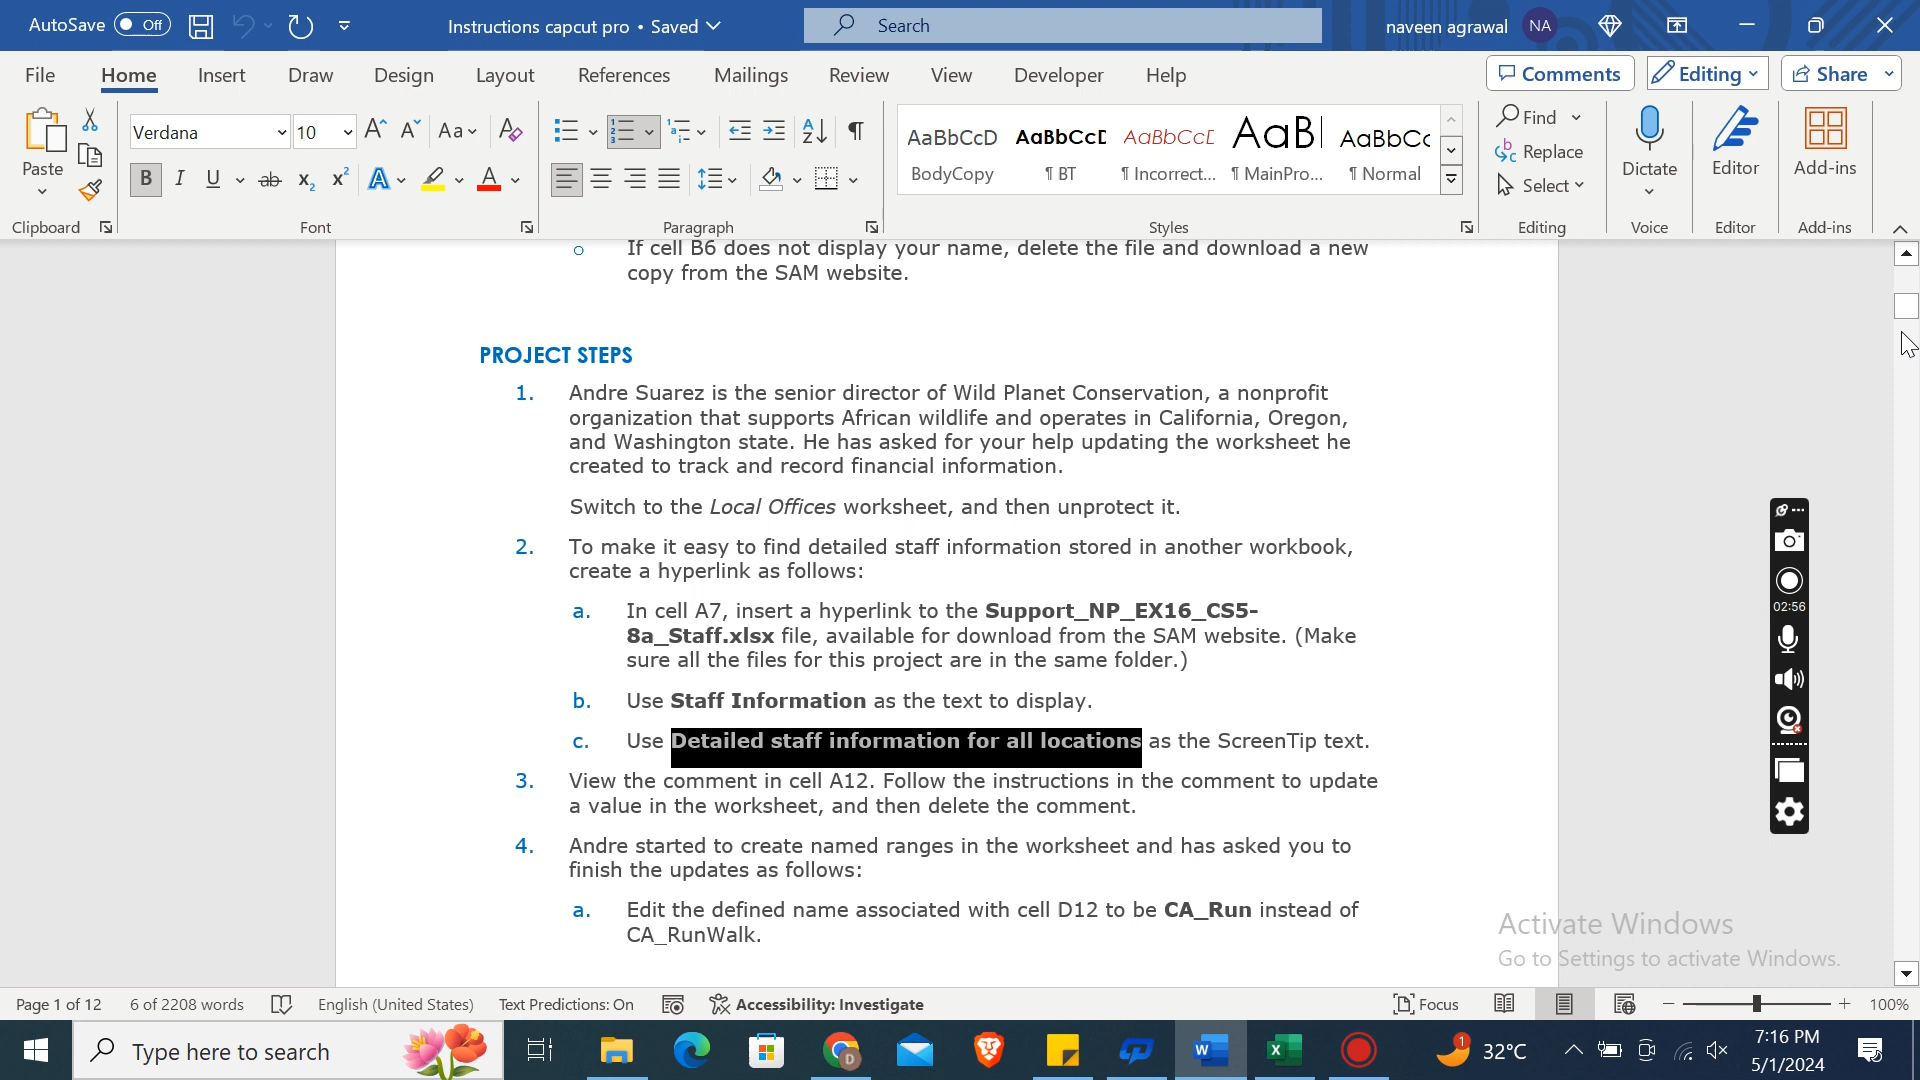 AutoSave Off Instructions capcut pro • Saved Search naveen agrawal NA
File Home Insert Draw Design Layout References Mailings Review View Developer Help Comments Editing Share
Paste
Verdana 10
AaBbCcD AaBbCcD AaBbCcD AaB AaBbCc
BodyCopy ¶ BT ¶ Incorrect... ¶ MainPro... ¶ Normal
Find
Replace
Select
Dictate
Editor
Add-ins
Clipboard Font Paragraph Styles Editing Voice Editor Add-ins
o If cell B6 does not display your name, delete the file and download a new
copy from the SAM website.
PROJECT STEPS
1. Andre Suarez is the senior director of Wild Planet Conservation, a nonprofit
organization that supports African wildlife and operates in California, Oregon,
and Washington state. He has asked for your help updating the worksheet he
created to track and record financial information.
Switch to the Local Offices worksheet, and then unprotect it.
2. To make it easy to find detailed staff information stored in another workbook,
create a hyperlink as follows:
a. In cell A7, insert a hyperlink to the Support_NP_EX16_CS5-
8a_Staff.xlsx file, available for download from the SAM website. (Make
sure all the files for this project are in the same folder.)
b. Use Staff Information as the text to display.
c. Use Detailed staff information for all locations as the ScreenTip text.
3. View the comment in cell A12. Follow the instructions in the comment to update
a value in the worksheet, and then delete the comment.
4. Andre started to create named ranges in the worksheet and has asked you to
finish the updates as follows:
a. Edit the defined name associated with cell D12 to be CA_Run instead of
CA_RunWalk.
02:56
Activate Windows
Go to Settings to activate Windows.
Page 1 of 12 6 of 2208 words English (United States) Text Predictions: On Accessibility: Investigate Focus 100%
Type here to search 1 32°C 7:16 PM
5/1/2024